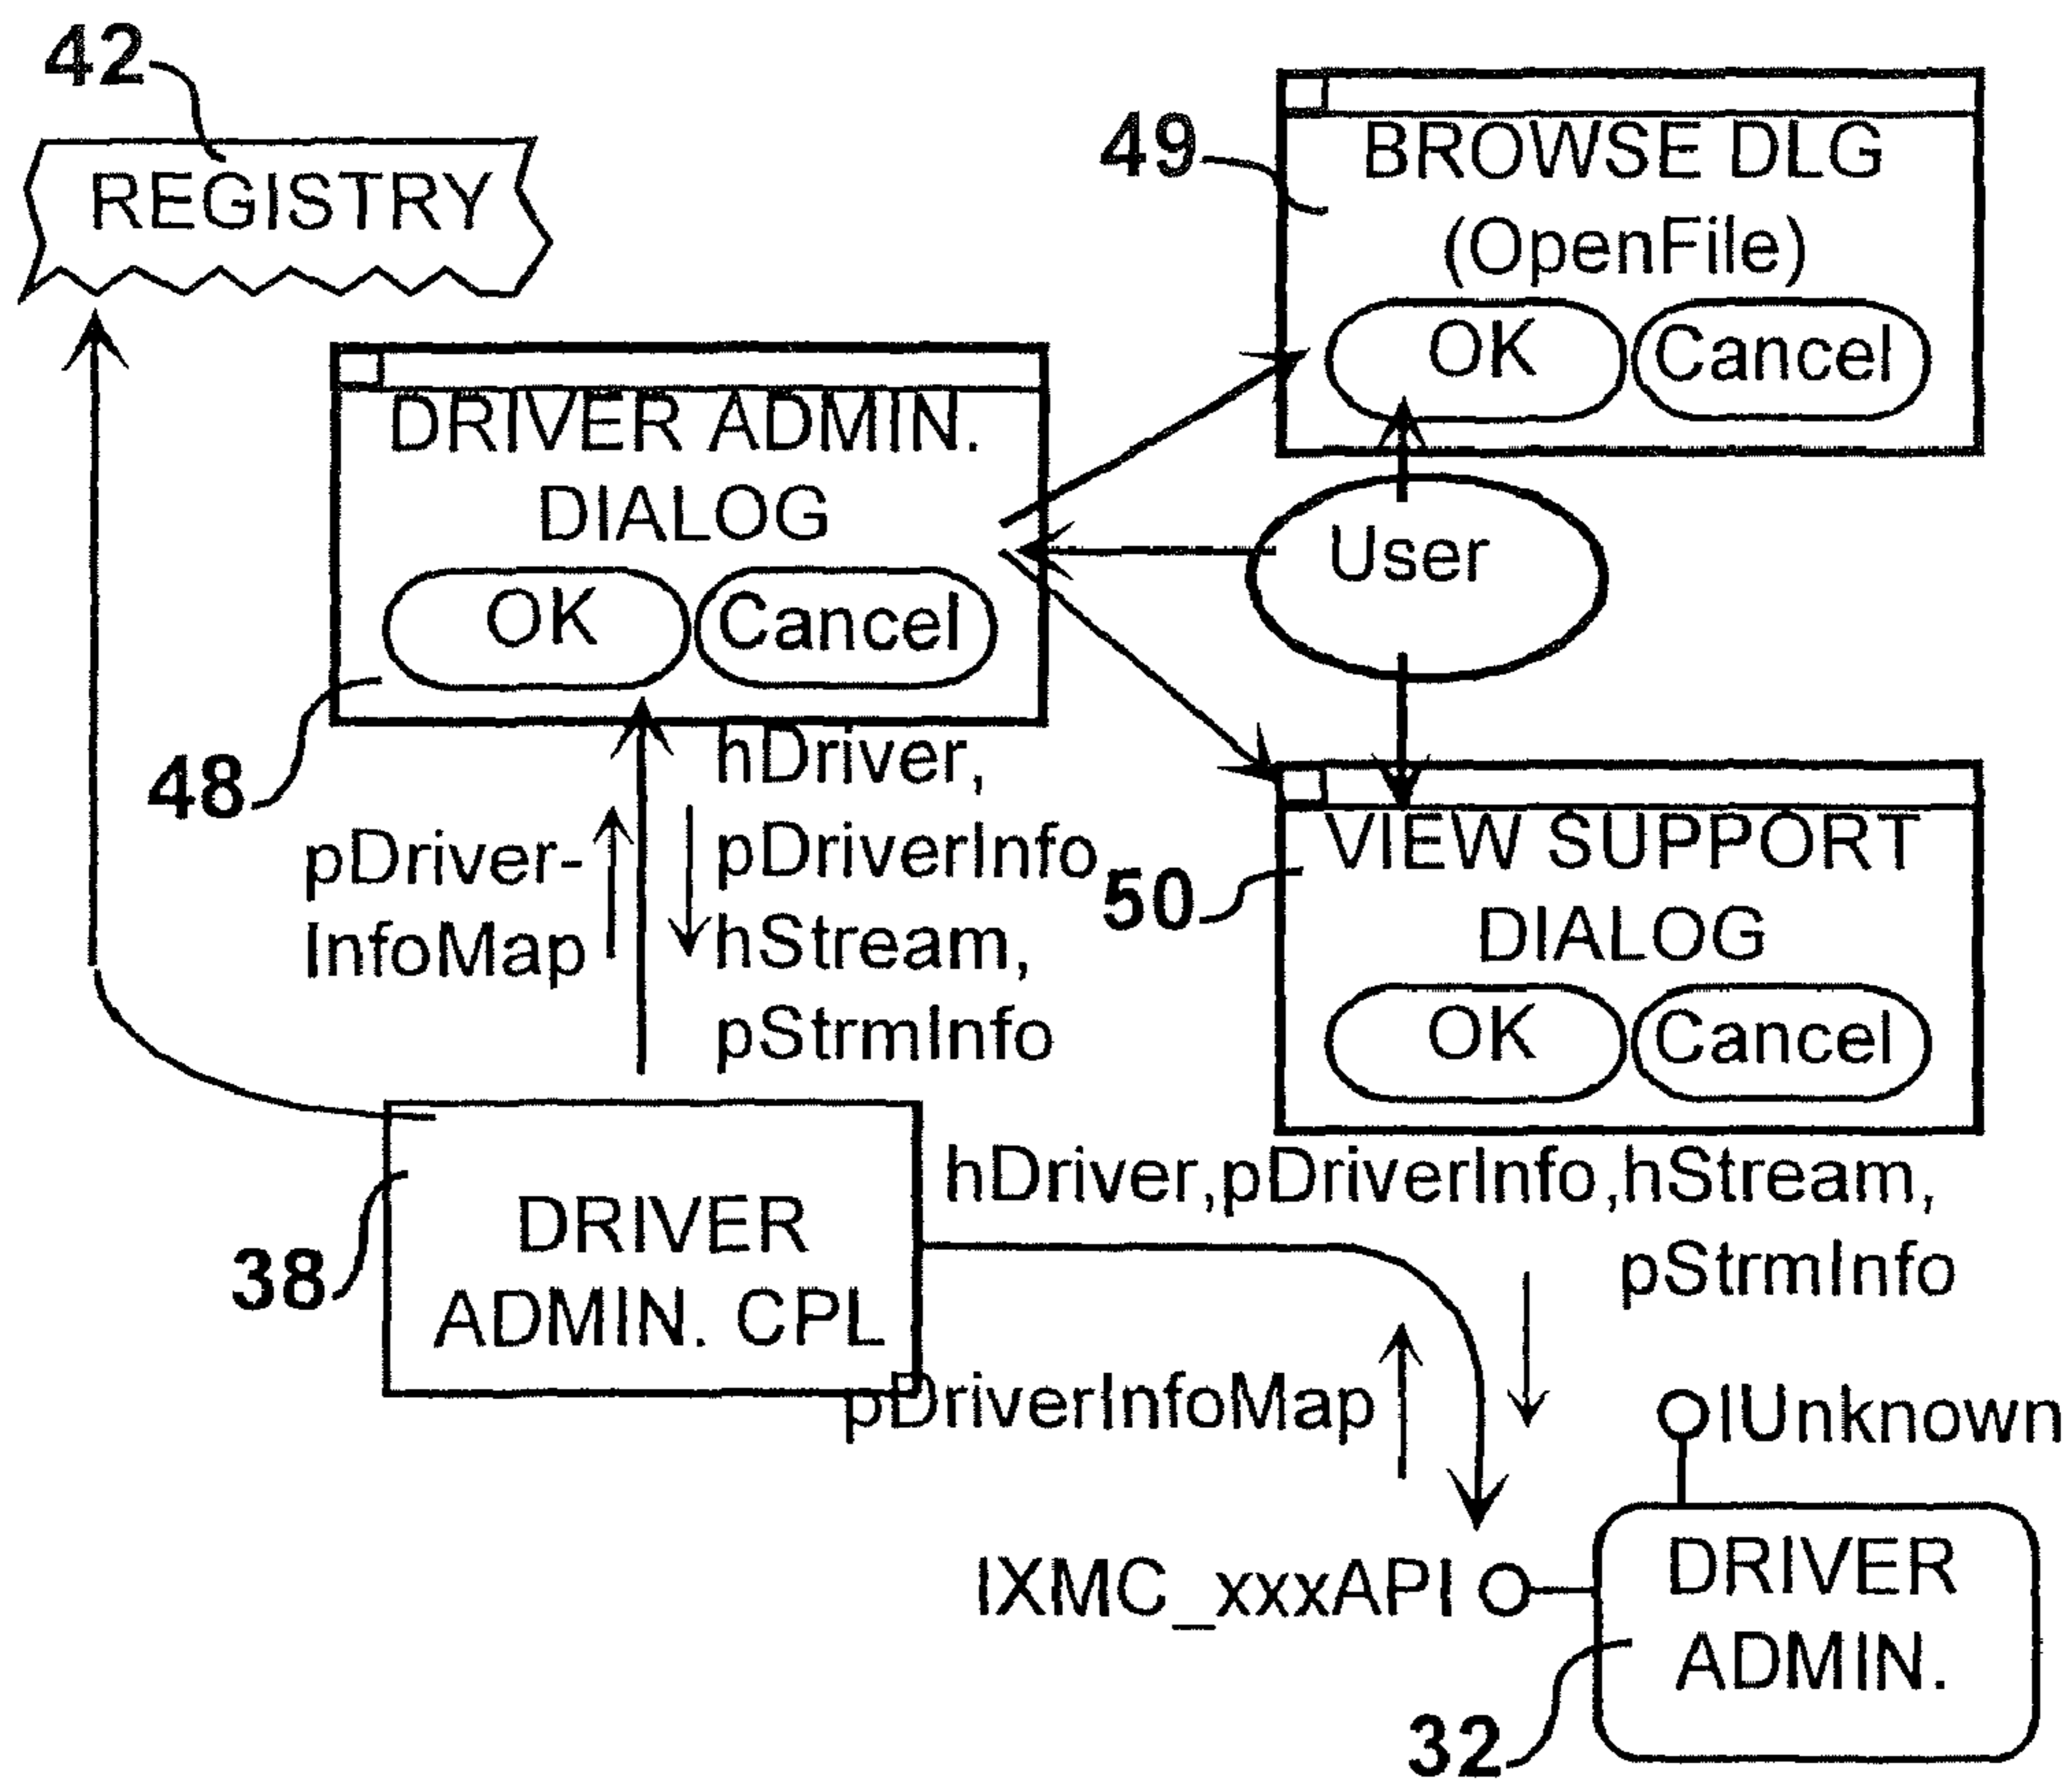 42
REGISTRY
49
BROWSE DLG
(OpenFile)
OK
Cancel
DRIVER ADMIN.
DIALOG
OK
Cancel
User
48
pDriver-
InfoMap
hDriver,
pDriverInfo
hStream,
pStrmInfo
50
VIEW SUPPORT
DIALOG
OK
Cancel
38
DRIVER
ADMIN. CPL
hDriver,pDriverInfo,hStream,
pStrmInfo
pDriverInfoMap
IUnknown
IXMC_xxxAPI
DRIVER
ADMIN.
32